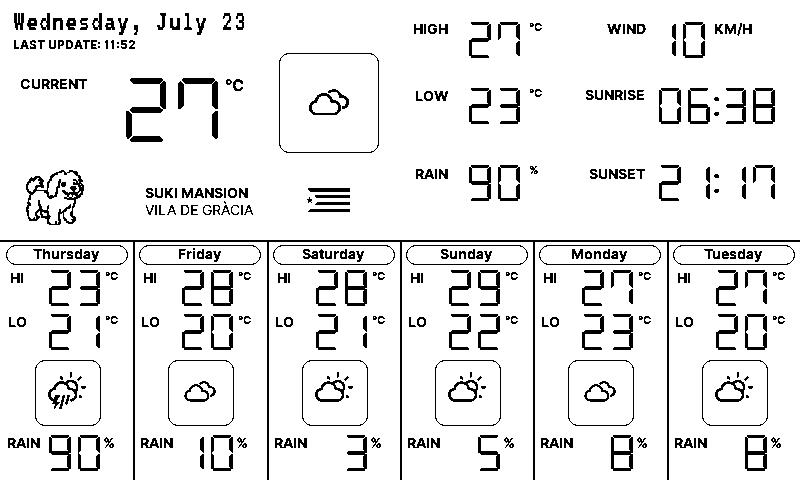 Wednesday, July 23
LAST UPDATE: 11:52
CURRENT 27 °C
SUKI MANSION
VILA DE GRÀCIA
HIGH 27 °C
LOW 23 °C
RAIN 90 %
WIND 10 KM/H
SUNRISE 06:38
SUNSET 21:17
Thursday
HI 23 °C
LO 21 °C
RAIN 90 %
Friday
HI 28 °C
LO 20 °C
RAIN 10 %
Saturday
HI 28 °C
LO 21 °C
RAIN 3 %
Sunday
HI 29 °C
LO 22 °C
RAIN 5 %
Monday
HI 27 °C
LO 23 °C
RAIN 8 %
Tuesday
HI 27 °C
LO 20 °C
RAIN 8 %